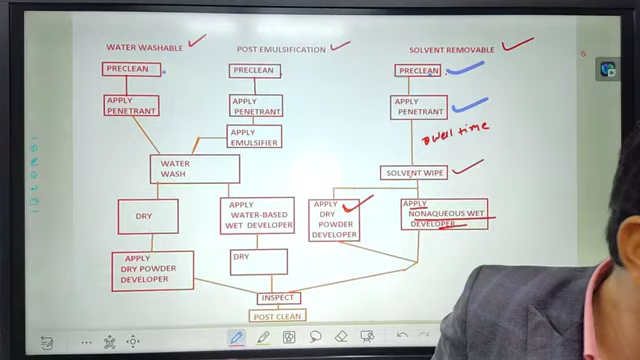 WATER WASHABLE
POST EMULSIFICATION
SOLVENT REMOVABLE
PRECLEAN
PRECLEAN
PRECLEAN
APPLY
PENETRANT
APPLY
PENETRANT
APPLY
PENETRANT
APPLY
EMULSIFIER
Dwell time
WATER
WASH
SOLVENT WIPE
DRY
APPLY
WATER-BASED
WET DEVELOPER
APPLY
DRY
POWDER
DEVELOPER
APPLY
NONAQUEOUS WET
DEVELOPER
APPLY
DRY POWDER
DEVELOPER
DRY
INSPECT
POST CLEAN